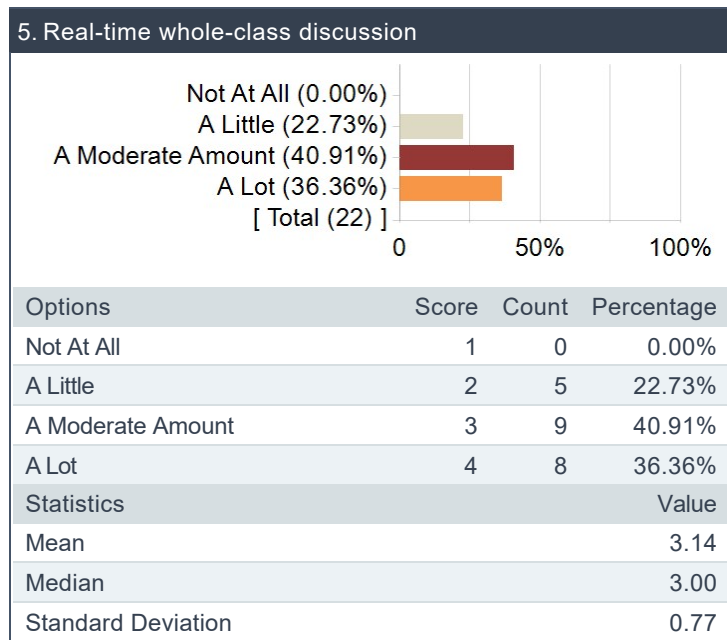 5. Real-time whole-class discussion
Not At All (0.00%)
A Little (22.73%)
A Moderate Amount (40.91%)
A Lot (36.36%)
[ Total (22) ]
0 50% 100%
Options Score Count Percentage
Not At All 1 0 0.00%
A Little 2 5 22.73%
A Moderate Amount 3 9 40.91%
A Lot 4 8 36.36%
Statistics Value
Mean 3.14
Median 3.00
Standard Deviation 0.77